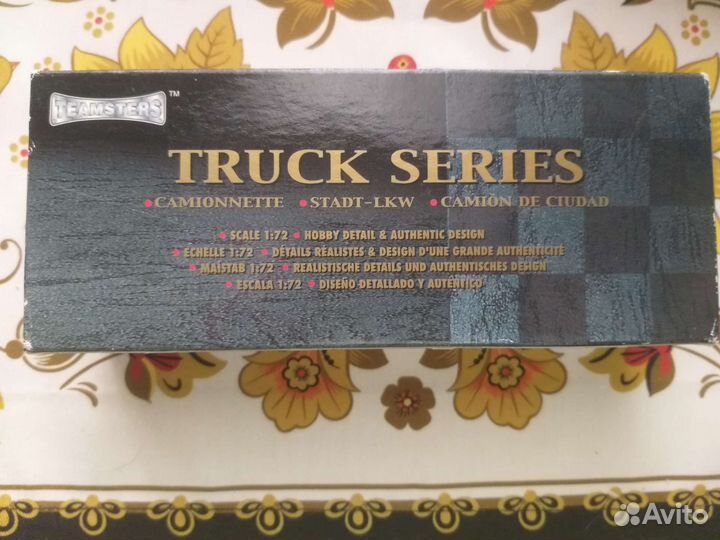 TEAMSTERS™
TRUCK SERIES
•CAMIONNETTE •STADT-LKW •CAMION DE CIUDAD
•SCALE 1:72 •HOBBY DETAIL & AUTHENTIC DESIGN
•ÉCHELLE 1:72 •DÉTAILS RÉALISTES & DESIGN D'UNE GRANDE AUTHENTICITÉ
•MAßSTAB 1:72 •REALISTISCHE DETAILS UND AUTHENTISCHES DESIGN
•ESCALA 1:72 •DISEÑO DETALLADO Y AUTÉNTICO
Avito